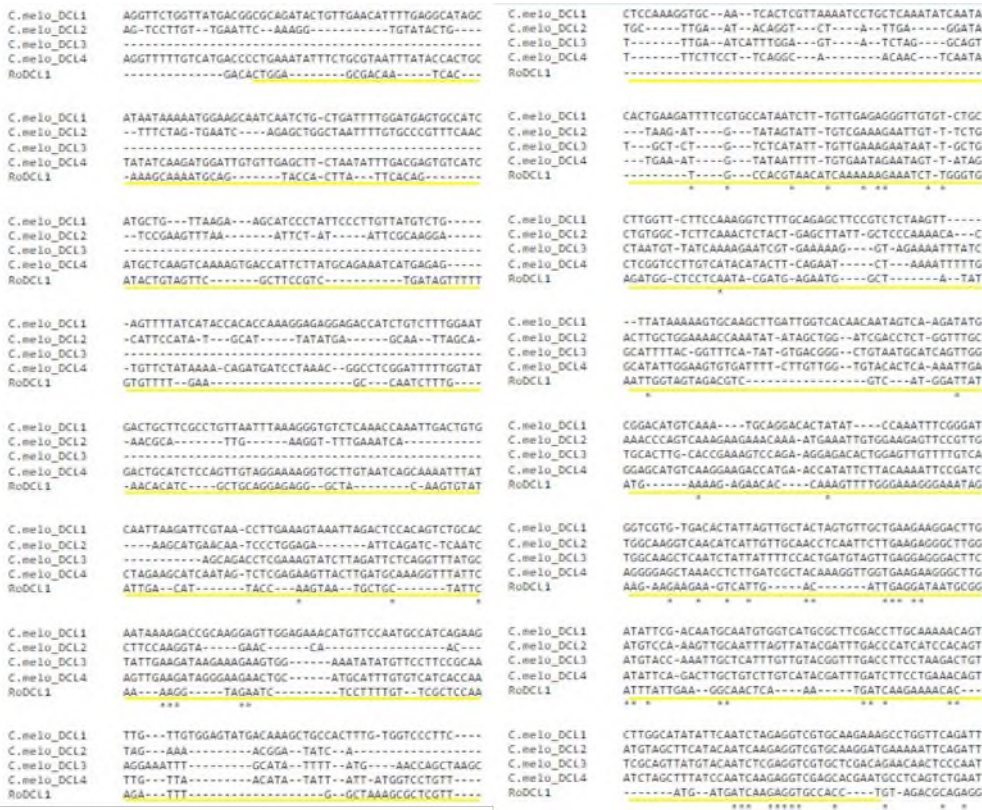 C.melo_DCL1 AGGTTCTGGTTATGACGGCGCAGATACTGTTGAACATTTTGAGGCATAGC
C.melo_DCL2 AG-TCCTTGT--TGAATTC--AAAGG-------TGTATACTG--------
C.melo_DCL3 --------------------------------------------------
C.melo_DCL4 AGGTTTTTGTCATGACCCCTGAAATATTTCTGCGTAATTTATACCACTGC
RoDCL1 --------------GACACTGGA----GCGACAA----TCAC--------
C.melo_DCL1 ATAATAAAAATGGAAGCAATCAATCTG-CTGATTTTGGATGAGTGCCATC
C.melo_DCL2 --TTTCTAG-TGAATC---AGAGCTGGCTAATTTTGTGCCCGTTTCAAC
C.melo_DCL3 --------------------------------------------------
C.melo_DCL4 TATATCAAGATGGATTGTGTTGAGCTT-CTAATATTTGACGAGTGTCATC
RoDCL1 -AAAGCAAAATGCAG------TACCA-CTTA--TTCACAG----------
C.melo_DCL1 ATGCTG---TTAAGA---AGCATCCCTATTCCCTTGTTATGTCTG-----
C.melo_DCL2 --TCCGAAGTTTAA-----ATTCT-AT---ATTCGCAAGGA---------
C.melo_DCL3 --------------------------------------------------
C.melo_DCL4 ATGCTCAAGTCAAAAGTGACCATTCTTATGCAGAAATCATGAGAG-----
RoDCL1 ATACTGTAGTTC-----GCTTCCGTC-------TGATAGTTTTT
C.melo_DCL1 -AGTTTTATCATACCACACCAAAGGAGAGGAGACCATCTGTCTTTGGAAT
C.melo_DCL2 -CATTCCATA-T---GCAT----TATATGA----GCAA--TTAGCA-
C.melo_DCL3 --------------------------------------------------
C.melo_DCL4 -TGTTCTATAAAA-CAGATGATCCTAAAC--GGCCTCGGATTTTTGGTAT
RoDCL1 GTGTTTT-GAA-----------------GC---CAATCTTTG----
C.melo_DCL1 GACTGCTTCGCCTGTTAATTTAAAGGGTGTCTCAAACCAAATTGACTGTG
C.melo_DCL2 -AACGCA-----TTG----AAGGT-TTTGAAATCA---------------
C.melo_DCL3 --------------------------------------------------
C.melo_DCL4 GACTGCATCTCCAGTTGTAGGAAAAGGTGCTTGTAATCAGCAAAATTTAT
RoDCL1 -AACACATC---GCTGCAGGAGAGG--GCTA------C-AAGTGTAT
C.melo_DCL1 CAATTAAGATTCGTAA-CCTTGAAAGTAAATTAGACTCCACAGTCTGCAC
C.melo_DCL2 ----AAGCATGAACAA-TCCCTGGAGA----ATTCAGATC-TCAATC
C.melo_DCL3 -----------AGCAGACCTCGAAAGTATCTTAGATTCTCAGGTTTATGC
C.melo_DCL4 CTAGAAGCATCAATAG-TCTCGAGAAGTTACTTGATGCAAAGGTTTATTC
RoDCL1 ATTGA--CAT------TACC---AAGTAA--TGCTGC-----TATTC
* * *
C.melo_DCL1 AATAAAAGACCGCAAGGAGTTGGAGAAACATGTTCCAATGCCATCAGAAG
C.melo_DCL2 CTTCCAAGGTA----GAAC------CA------------AC---
C.melo_DCL3 TATTGAAGATAAGAAAGAAGTGG-----AAATATATGTTCCTTCCGCAA
C.melo_DCL4 AGTTGAAGATAGGGAAGAACTGC----ATGCATTTGTGTCATCACCAA
RoDCL1 AA---AAGG-----TAGAATC-------TCCTTTTGT--TCGCTCCAA
*** **
C.melo_DCL1 TTG---TTGTGGAGTATGACAAAGCTGCCACTTTG-TGGTCCCTTC----
C.melo_DCL2 TAG---AAA---------ACGGA--TATC--A------------------
C.melo_DCL3 AGGAAATTT---------GCATA--TTTT--ATG---AACCAGCTAAGC
C.melo_DCL4 TTG---TTA---------ACATA--TATT-ATT-ATGGTCCTGTT----
RoDCL1 AGA---TTT-------------G--GCTAAAGCGCTCGTT----
C.melo_DCL1 CTCCAAAGGTGC--AA--TCACTCGTTAAAATCCTGCTCAAATATCAATA
C.melo_DCL2 TGC----TTGAA--AT-ACAGGT---CT---A--TTGA----GGATA
C.melo_DCL3 T------TTGA--ATCATTTGGA---GT---A--TCTAG---GCAGT
C.melo_DCL4 T------TTCTTCCT---TCAGGC---A------ACAAC---TCAATA
RoDCL1 --------------------------------------------------
C.melo_DCL1 CACTGAAGATTTTCGTGCCATAATCTT-TGTTGAGAGGGTTGTGT-CTGC
C.melo_DCL2 --TAAG-AT----G---TATAGTATT-TGTCGAAAGAATTGT-T-TCTG
C.melo_DCL3 T--GCT-CT----G---TCTCATATT-TGTTGAAAGAATAAT-T-GCTG
C.melo_DCL4 -TGAA-AT-----G---TATAATTTT-TGTGAATAGAATAGT-T-ATAG
RoDCL1 ---------T---G---CCACGTAACATCAAAAAAGAAATCT-TGGGTG
* * * * * ** * *
C.melo_DCL1 CTTGGTT-CTTCCAAAGGTCTTTGCAGAGCTTCCGTCTCTAAGTT-----
C.melo_DCL2 CTGTGGC-TCTTCAAACTCTACT-GAGCTTATT-GCTCCCAAAACA---C
C.melo_DCL3 CTAATGT-TATCAAAAGAATCGT-GAAAAAG---GT-AGAAAATTTATC
C.melo_DCL4 CTCGGTCCTTGTCATACATACTT-CAGAAT----CT---AAAATTTTTG
RoDCL1 AGATGG-CTCCTCAATA-CGATG-AGAATG---GCT-----A--TAT
*
C.melo_DCL1 --TTATAAAAAGTGCAAGCTTGATTGGTCACAACAATAGTCA-AGATATG
C.melo_DCL2 ACTTGCTGGAAAACCAAATAT-ATAGCTGG--ATCGACCTCT-GGTTTGC
C.melo_DCL3 GCATTTTAC-GGTTTCA-TAT-GTGACGGG---CTGTAATGCATCAGTTGG
C.melo_DCL4 GCATATTGGAAGTGTGATTTT-CTTGTTGG--TGTACACTCA-AAATTGA
RoDCL1 AATTGGTAGTAGACGTC--------------GTC--AT-GGATTAT
* *
C.melo_DCL1 CGGACATGTCAAA---TGCAGGACACTATAT----CCAAATTTCGGGAT
C.melo_DCL2 AAACCCAGTCAAAGAAGAAACAAA-ATGAAATTGTGGAAGAGTTCCGTTG
C.melo_DCL3 TGCACTTG-CACCGAAAGTCCAGA-AGGAGACACTGGAGTTGTTTTGTCA
C.melo_DCL4 GGAGCATGTCAAGGAAGACCATGA-ACCATATTCTTACAAAATTCCGATC
RoDCL1 ATG------AAAAG-AGAACAC----CAAAGTTTTGGGAAAGGGAAATAG
* *
C.melo_DCL1 GGTCGTG-TGACACTATTAGTTGCTACTAGTGTTGCTGAAGAAGGACTTG
C.melo_DCL2 TGGCAAGGTCAACATCATTGTTGCAACCTCAATTCTTGAAGAGGGCTTGG
C.melo_DCL3 TGGCAAGCTCAATCTATTATTTTCCACTGATGTAGTTGAGGAGGGACTTC
C.melo_DCL4 AGGGGAGCTAAACCTCTTGATCGCTACAAAGGTTGGTGAAGAAGGGCTTG
RoDCL1 AAG-AAGAAGAA-GTCATTG-----AC-----ATTGAGGATAATGCGG
* * * * ** *** **
C.melo_DCL1 ATATTCG-ACAATGCAATGTGGTCATGCGCTTCGACCTTGCAAAAACAGT
C.melo_DCL2 ATGTCCA-AAGTTGCAATTTAGTTATACGATTTGACCCATCATCCACAGT
C.melo_DCL3 ATGTACC-AAATTGCTCATTTGTTGTACGGTTTGACCTTCCTAAGACTGT
C.melo_DCL4 ATATTCA-GACTTGCTGTCTTGTCATACGATTTGATCTTCCTGAAACAGT
RoDCL1 ATTTATTGAA--GGCAACTCA----AA---TGATCAAGAAAACAC--
** * * ** * **
C.melo_DCL1 CTTGGCATATATTCAATCTAGAGGTCGTGCAAGAAAGCCTGGTTCAGATT
C.melo_DCL2 ATGTAGCTTCATACAATCAAGAGGTCGTGCAAGGATGAAAAATTCAGATT
C.melo_DCL3 TCGCAGTTATGTACAATCTCGAGGTCGTGCTCGACAGAACAACTCCCAAT
C.melo_DCL4 ATCTAGCTTTATCCAATCAAGAGGTCGAGCACGAATGCCTCAGTCTGAAT
RoDCL1 ------ATG--ATGATCAAGAGGTGCCACC----TGT-AGACGCAGAGG
*** ***** * * * *